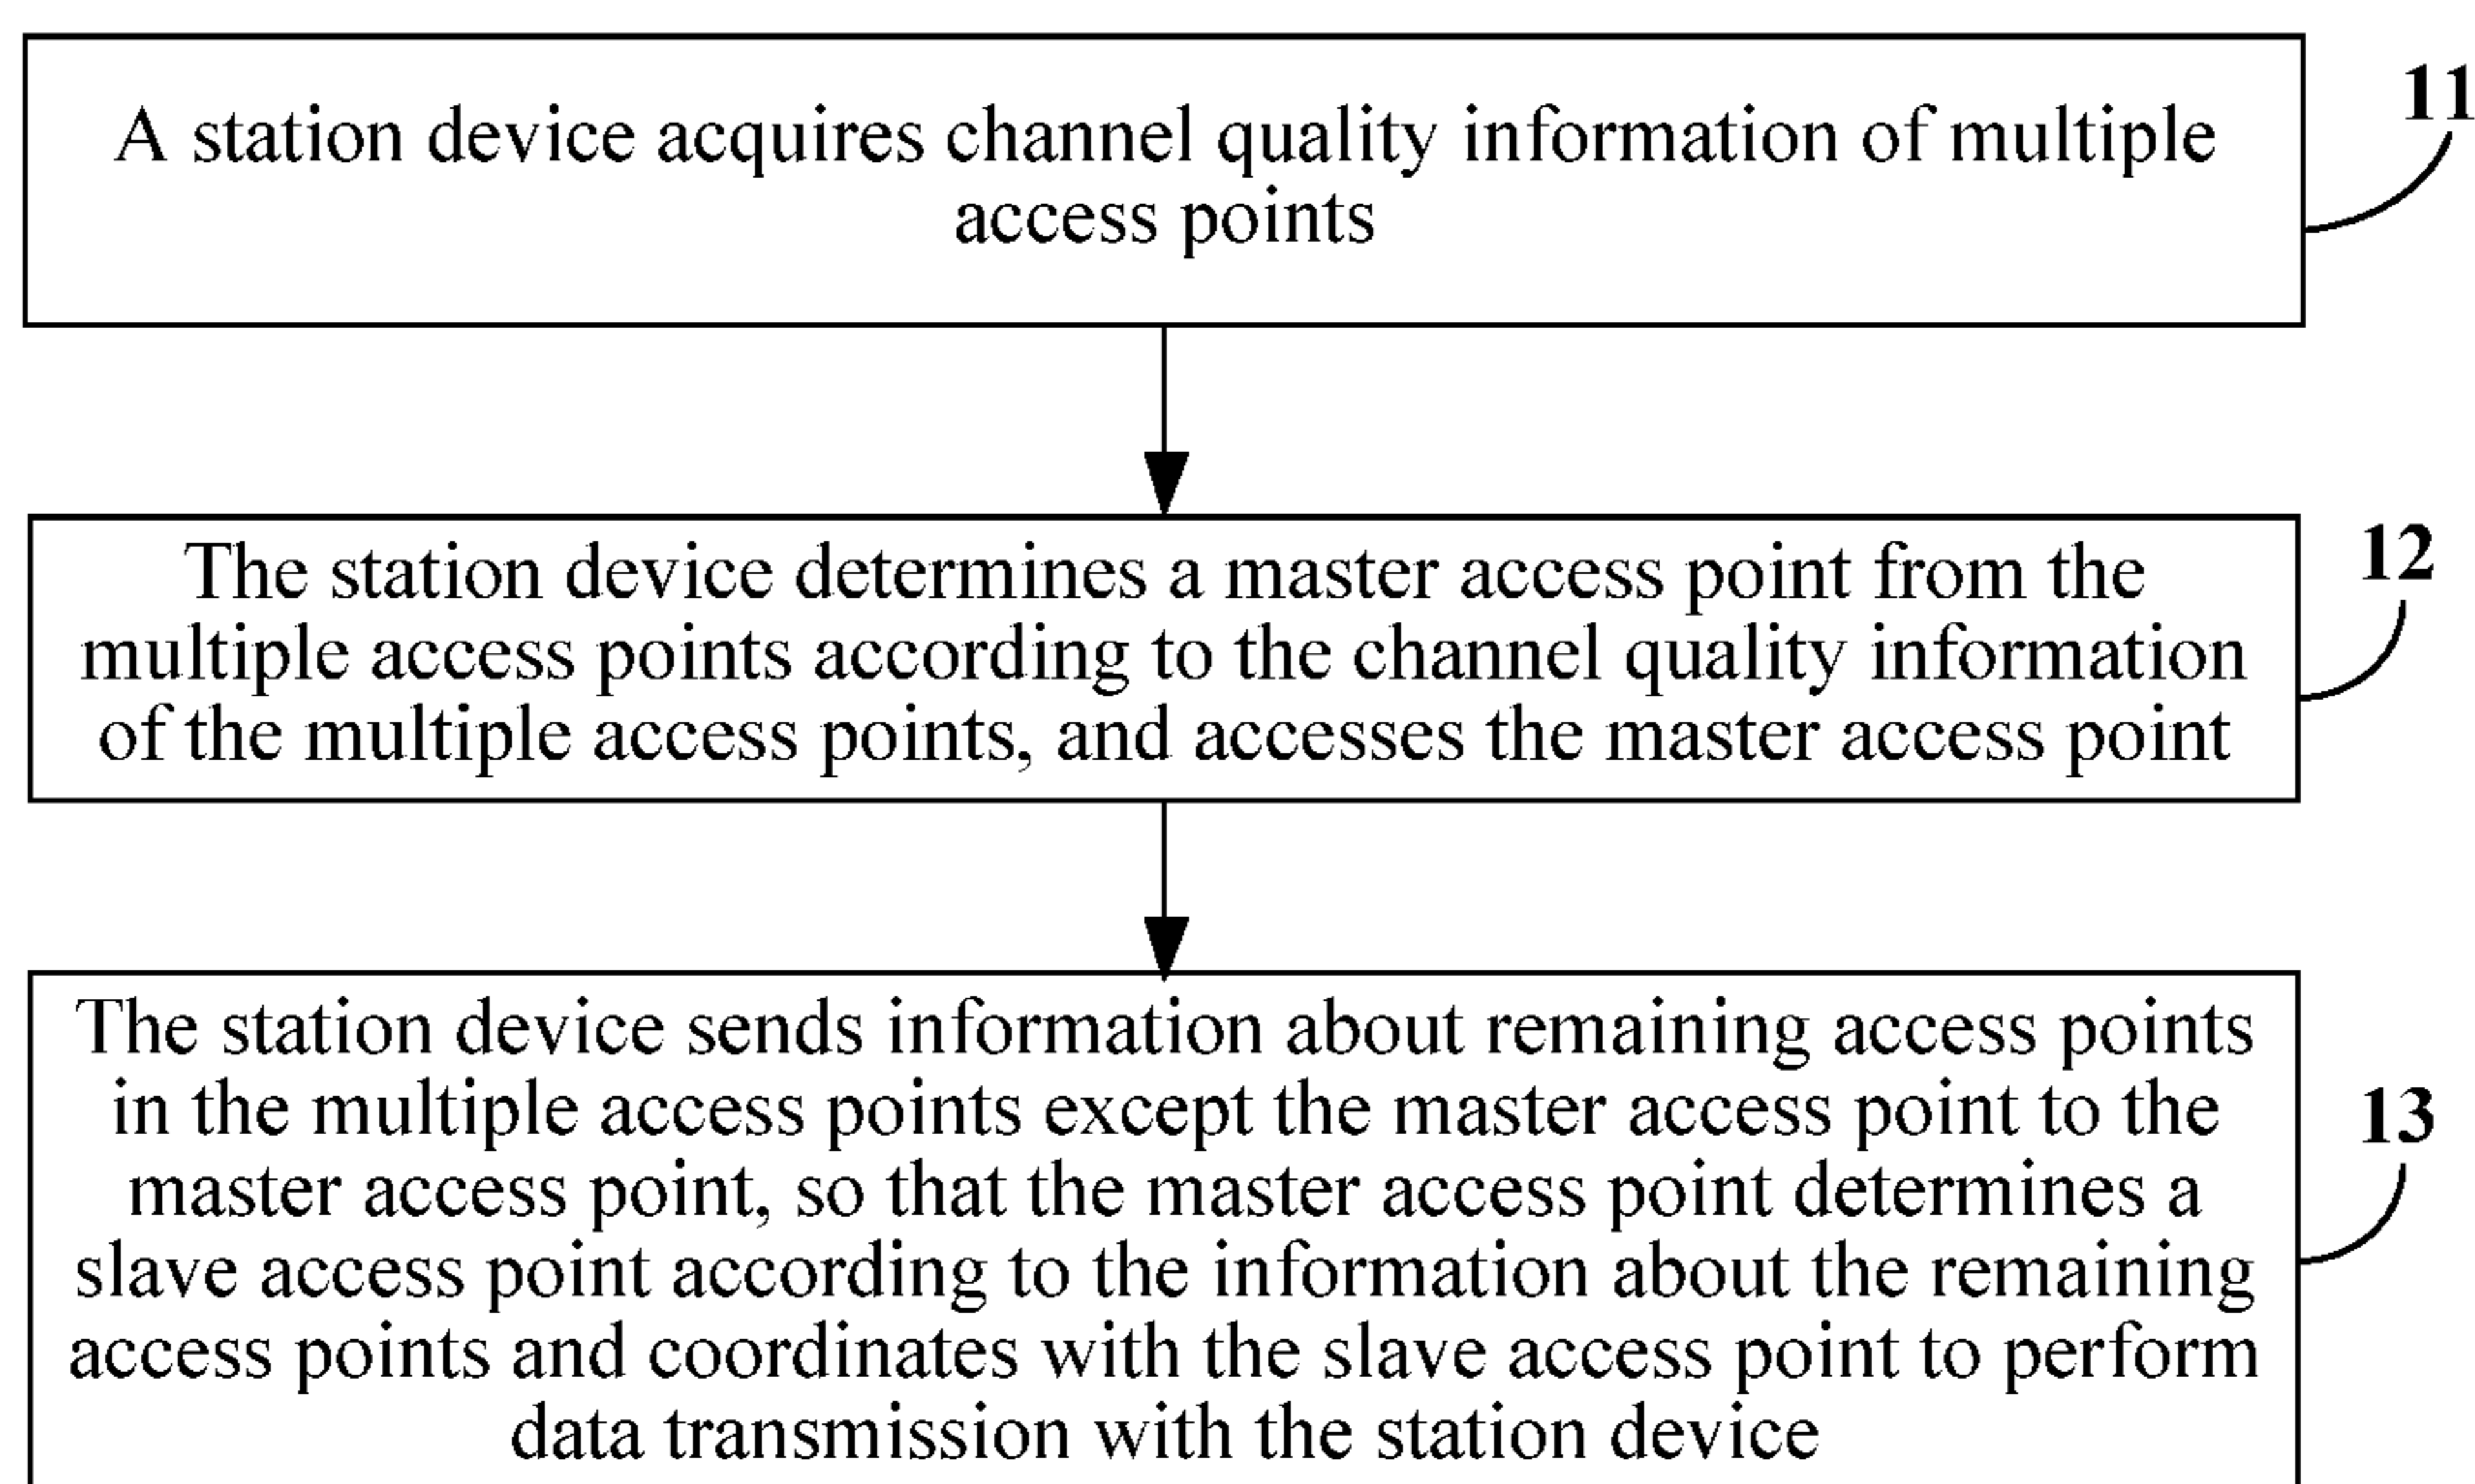 A station device acquires channel quality information of multiple
access points
11
The station device determines a master access point from the
multiple access points according to the channel quality information
of the multiple access points, and accesses the master access point
12
The station device sends information about remaining access points
in the multiple access points except the master access point to the
master access point, so that the master access point determines a
slave access point according to the information about the remaining
access points and coordinates with the slave access point to perform
data transmission with the station device
13